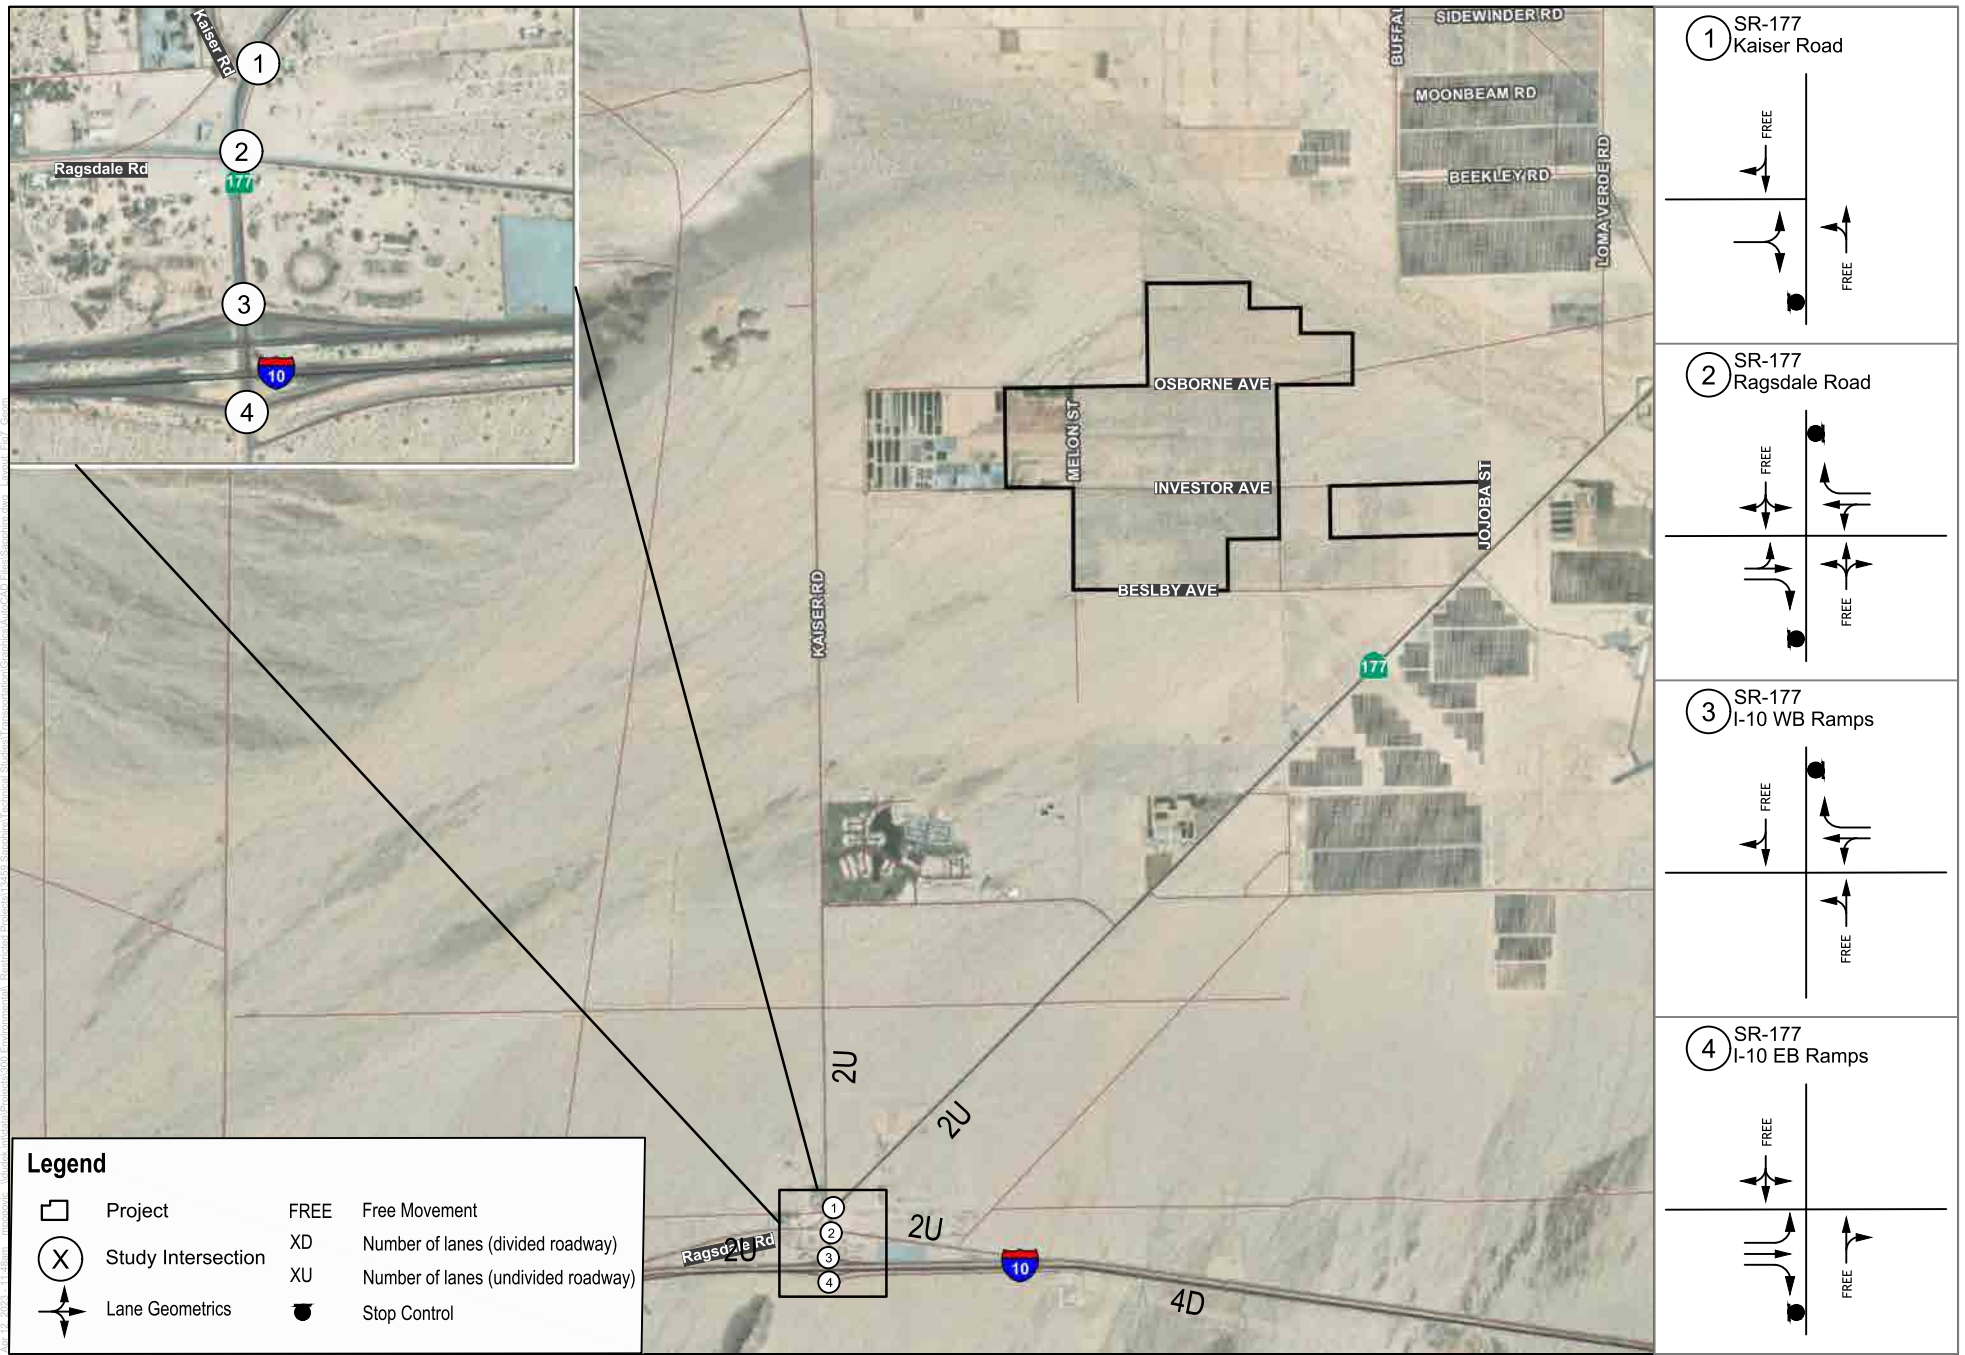 Kaiser Rd
1
2
Ragsdale Rd
177
3
10
4
BUFFAL
SIDEWINDER RD
MOONBEAM RD
BEEKLEY RD
LOMA VERDE RD
OSBORNE AVE
MELON ST
INVESTOR AVE
JOJOBA ST
BESLBY AVE
KAISER RD
177
2U
2U
1
2
3
4
2U
Ragsdale Rd
2U
10
4D
Legend
Project
X
Study Intersection
Lane Geometrics
FREE
Free Movement
XD
Number of lanes (divided roadway)
XU
Number of lanes (undivided roadway)
Stop Control
1
SR-177
Kaiser Road
FREE
FREE
2
SR-177
Ragsdale Road
FREE
FREE
3
SR-177
I-10 WB Ramps
FREE
FREE
4
SR-177
I-10 EB Ramps
FREE
FREE